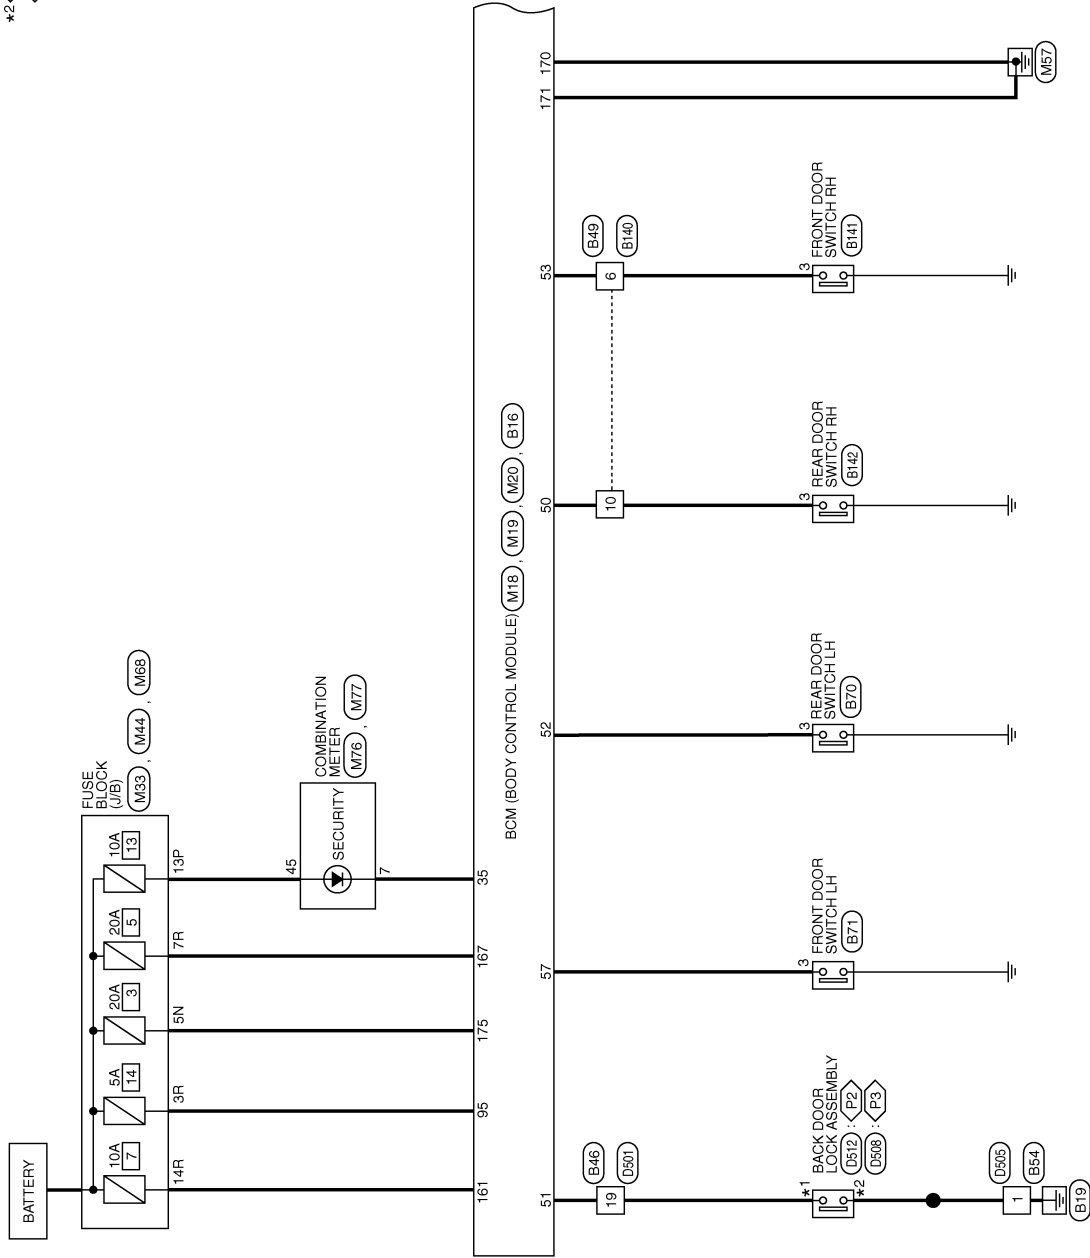 *2
BATTERY
FUSE
BLOCK
(J/B)
M33 , M44 , M68
10A
7
5A
14
20A
3
20A
5
10A
13
14R
3R
5N
7R
13P
COMBINATION
METER
M76 , M77
45
SECURITY
7
161
95
175
167
35
BCM (BODY CONTROL MODULE) M18 , M19 , M20 , B16
51
57
52
50
53
171
170
19
B46
D501
10
6
B49
B140
*1
BACK DOOR
LOCK ASSEMBLY
D512 : P2
D508 : P3
*2
3
FRONT DOOR
SWITCH LH
B71
3
REAR DOOR
SWITCH LH
B70
3
REAR DOOR
SWITCH RH
B142
3
FRONT DOOR
SWITCH RH
B141
1
D505
B54
B19
M57